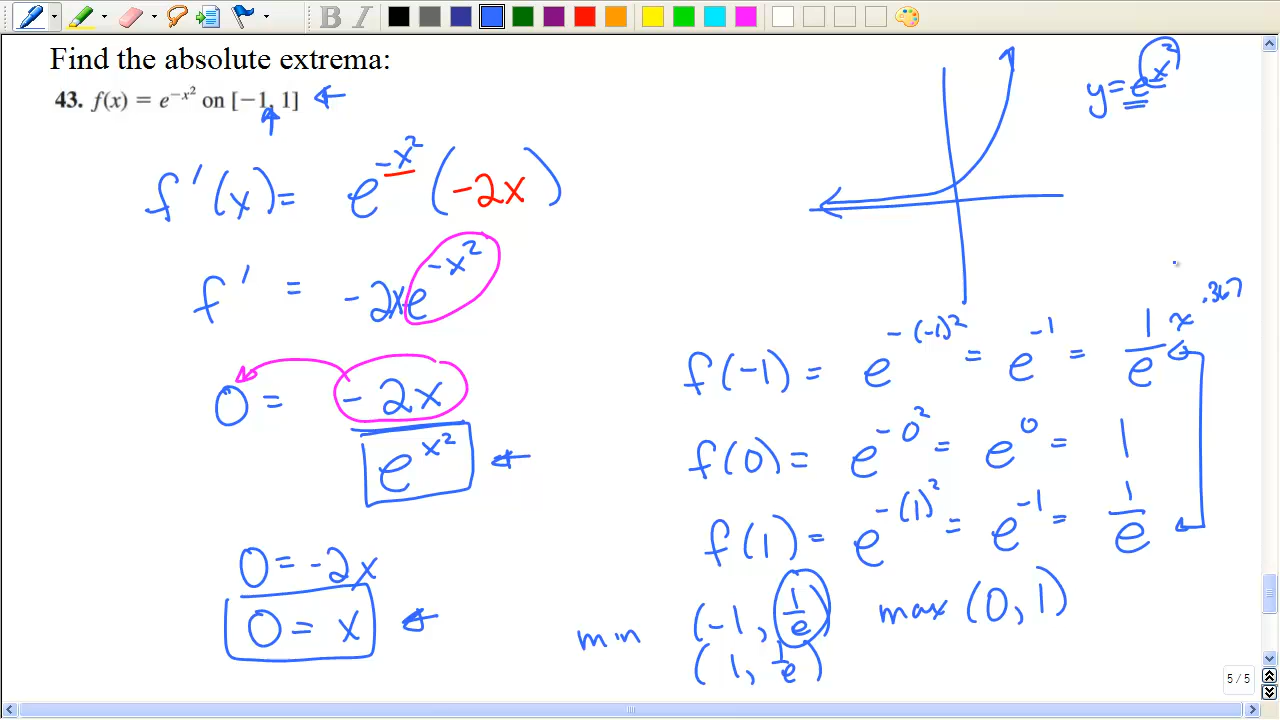 B I
Find the absolute extrema:
43. f(x) = e^{-x^2} on [-1, 1]
y = e^{x^2}
f'(x) = e^{-x^2} (-2x)
f' = -2xe^{-x^2}
0 = -2x / e^{x^2}
0 = -2x
0 = x
f(-1) = e^{-(-1)^2} = e^{-1} = 1/e ≈ .367
f(0) = e^{-0^2} = e^0 = 1
f(1) = e^{-(1)^2} = e^{-1} = 1/e
min (-1, 1/e) max (0, 1)
(1, 1/e)
5 / 5